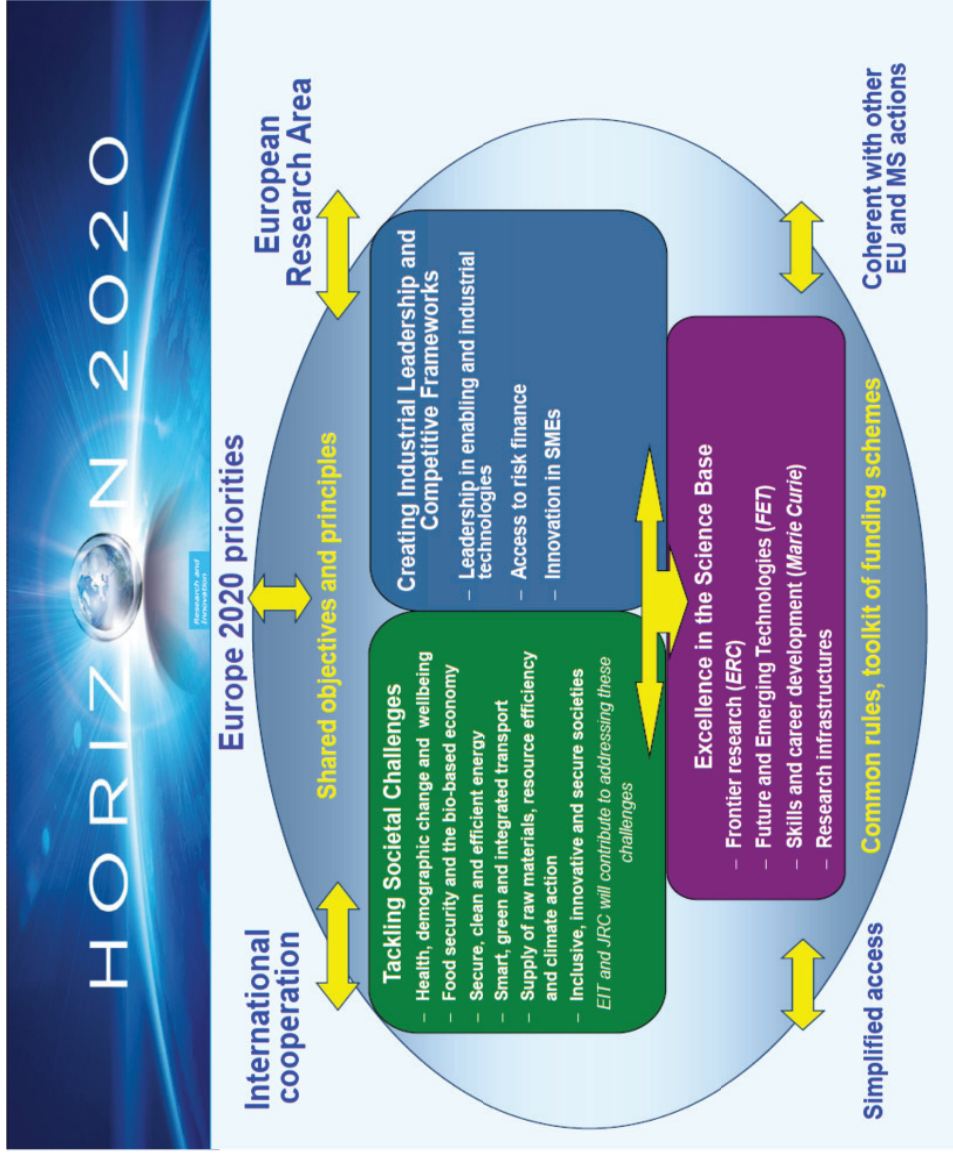 HORIZ N 2020
Research and
Innovation
Europe 2020 priorities
International
cooperation
European
Research Area
Shared objectives and principles
Tackling Societal Challenges
– Health, demographic change and wellbeing
– Food security and the bio-based economy
– Secure, clean and efficient energy
– Smart, green and integrated transport
– Supply of raw materials, resource efficiency
and climate action
– Inclusive, innovative and secure societies
EIT and JRC will contribute to addressing these
challenges
Creating Industrial Leadership and
Competitive Frameworks
– Leadership in enabling and industrial
technologies
– Access to risk finance
– Innovation in SMEs
Excellence in the Science Base
– Frontier research (ERC)
– Future and Emerging Technologies (FET)
– Skills and career development (Marie Curie)
– Research infrastructures
Common rules, toolkit of funding schemes
Simplified access
Coherent with other
EU and MS actions